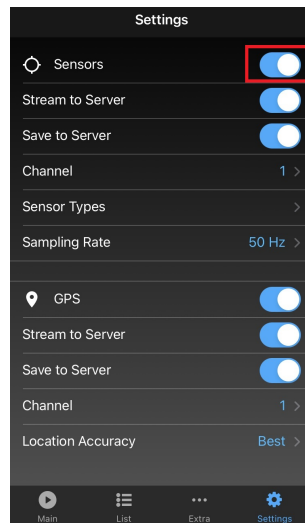 Settings
Sensors
Stream to Server
Save to Server
Channel 1 >
Sensor Types >
Sampling Rate 50 Hz >
GPS
Stream to Server
Save to Server
Channel 1 >
Location Accuracy Best >
Main List Extra Settings